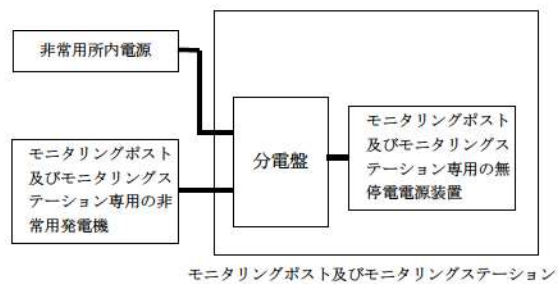 非常用所内電源
モニタリングポスト
及びモニタリングス
テーション専用の非
常用発電機
分電盤
モニタリングポスト
及びモニタリングス
テーション専用の無
停電電源装置
モニタリングポスト及びモニタリングステーション